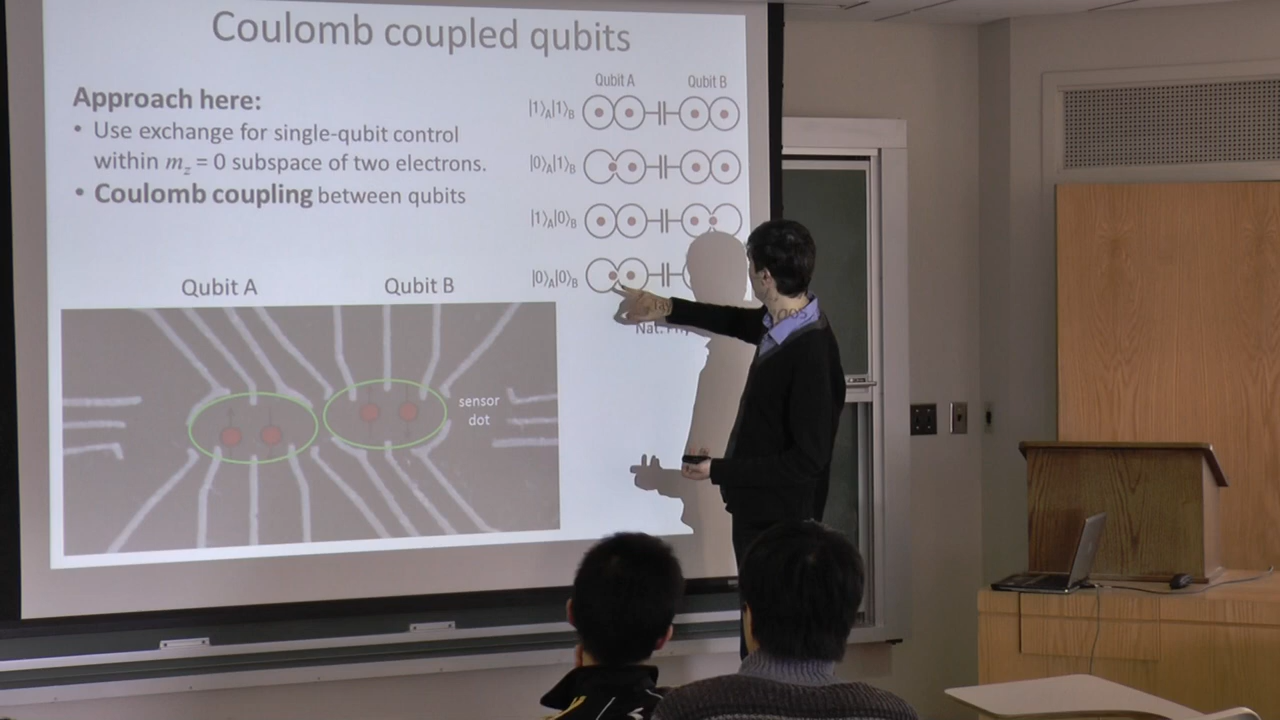 Coulomb coupled qubits
Approach here:
• Use exchange for single-qubit control
within m_z = 0 subspace of two electrons.
• Coulomb coupling between qubits
Qubit A Qubit B
|1⟩_A|1⟩_B
|0⟩_A|1⟩_B
|1⟩_A|0⟩_B
|0⟩_A|0⟩_B
Nat.
Qubit A Qubit B
sensor
dot